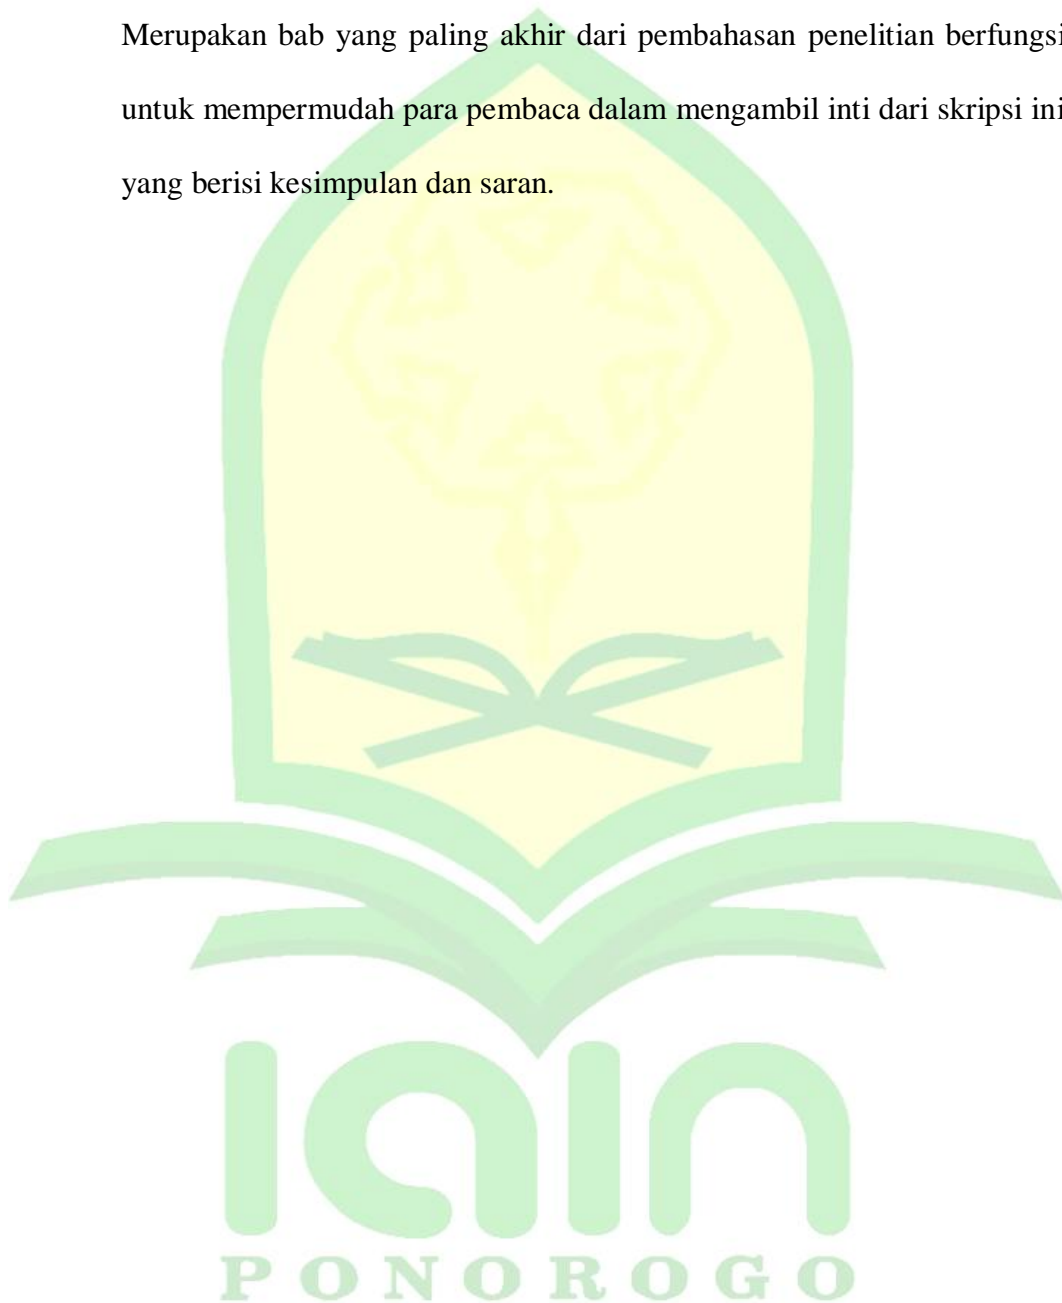 Merupakan bab yang paling akhir dari pembahasan penelitian berfungsi
untuk mempermudah para pembaca dalam mengambil inti dari skripsi ini
yang berisi kesimpulan dan saran.
iain
PONOROGO